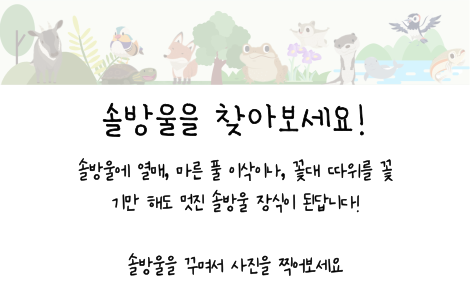 솔방울을 찾아보세요!
솔방울에 열매, 마른 풀 이삭이나, 꽃대 따위를 꽃
기만 해도 멋진 솔방울 장식이 된답니다!
솔방울을 꾸며서 사진을 찍어보세요